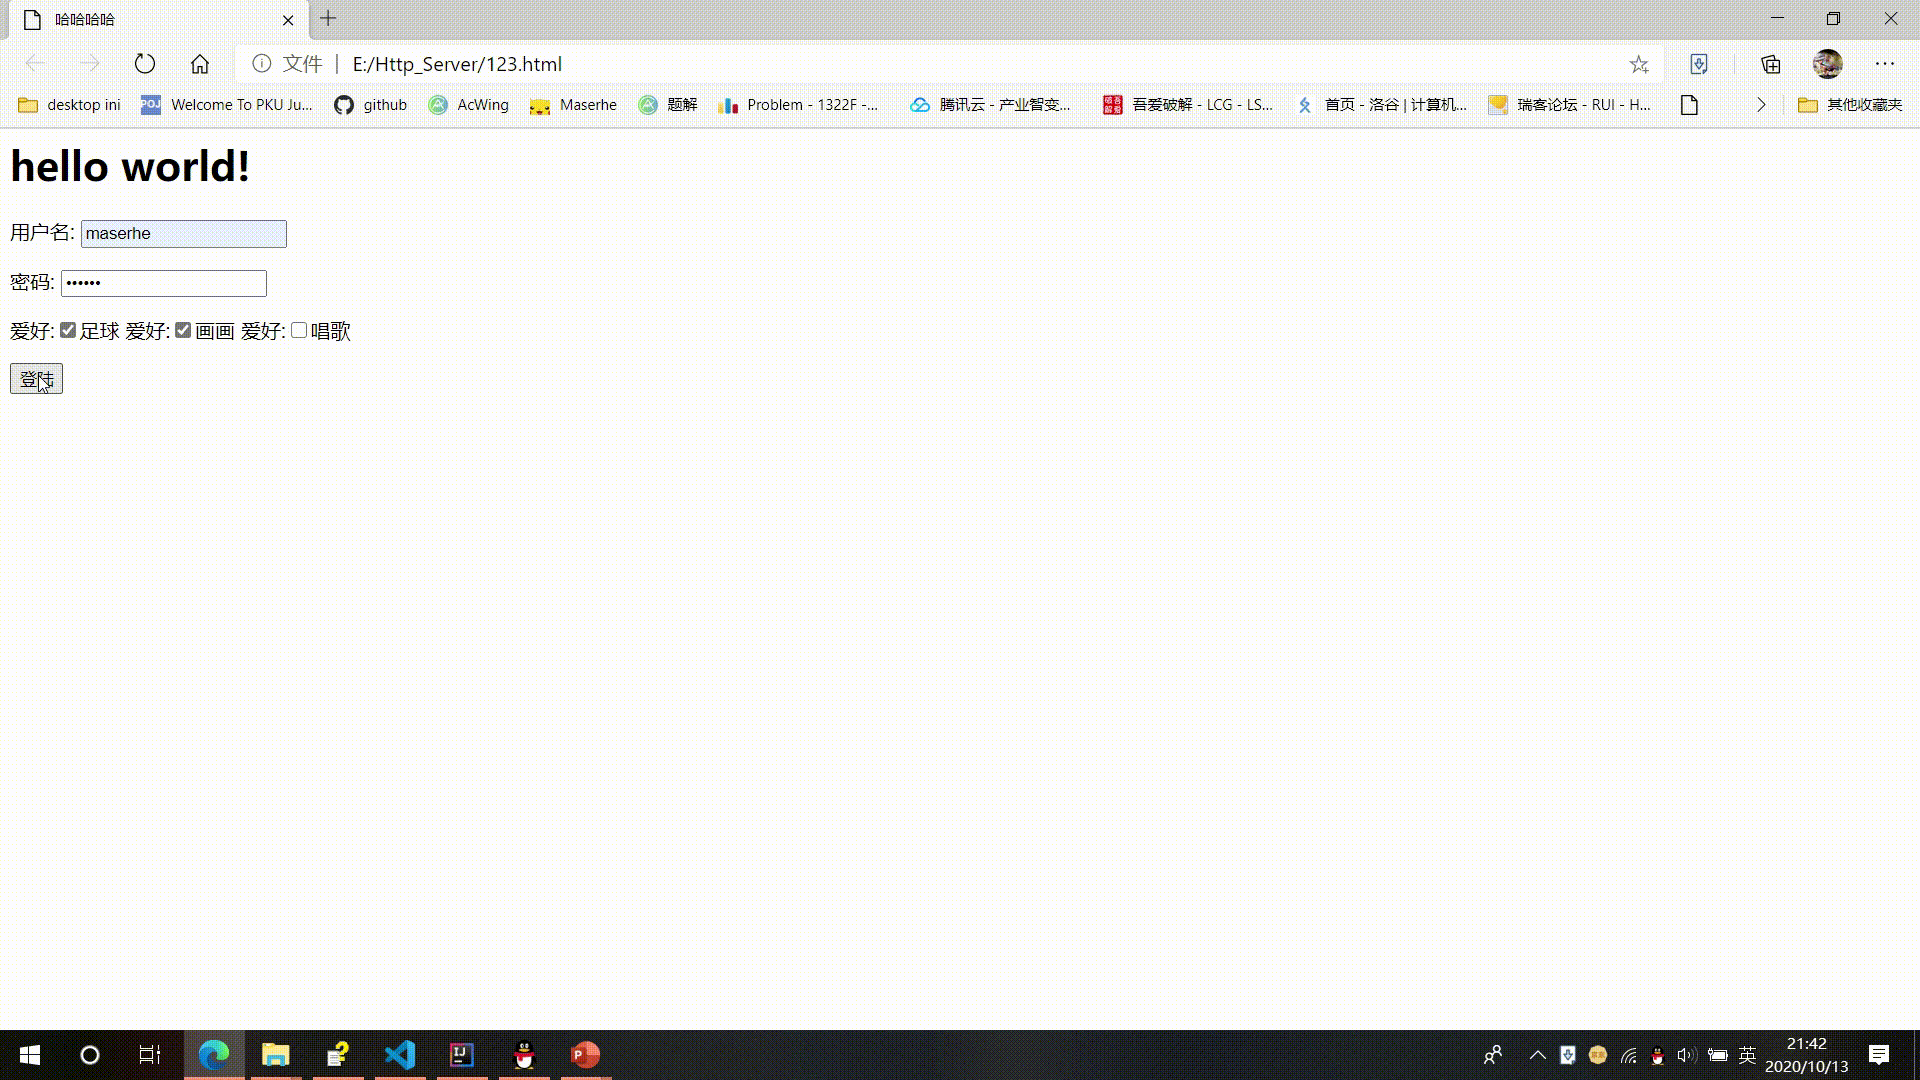 哈哈哈哈
文件 | E:/Http_Server/123.html
desktop ini POJ Welcome To PKU Ju... github AcWing Maserhe 题解 Problem - 1322F -... 腾讯云 - 产业智变... 吾爱破解 - LCG - LS... 首页 - 洛谷 | 计算机... 瑞客论坛 - RUI - H... 其他收藏夹
hello world!
用户名: maserhe
密码: ••••••
爱好: 足球 爱好: 画画 爱好: 唱歌
登陆
英
21:42
2020/10/13